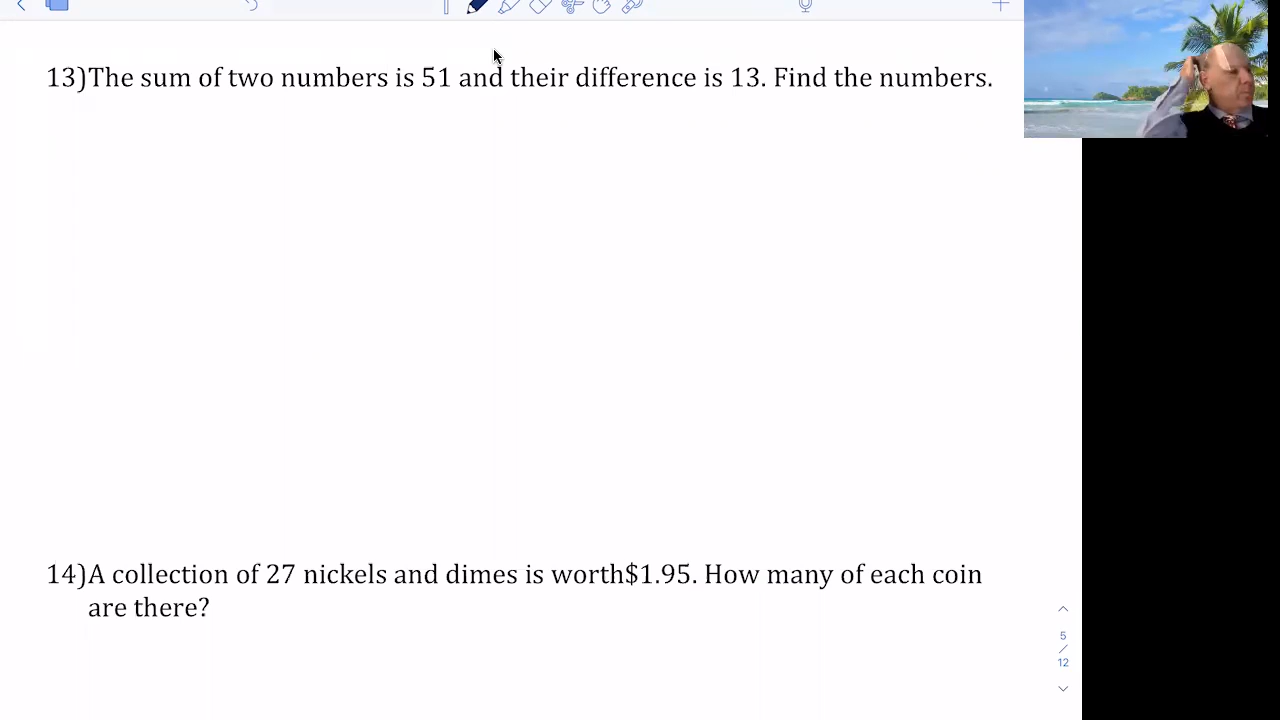 13)The sum of two numbers is 51 and their difference is 13. Find the numbers.
14)A collection of 27 nickels and dimes is worth$1.95. How many of each coin
are there?
5
/
12